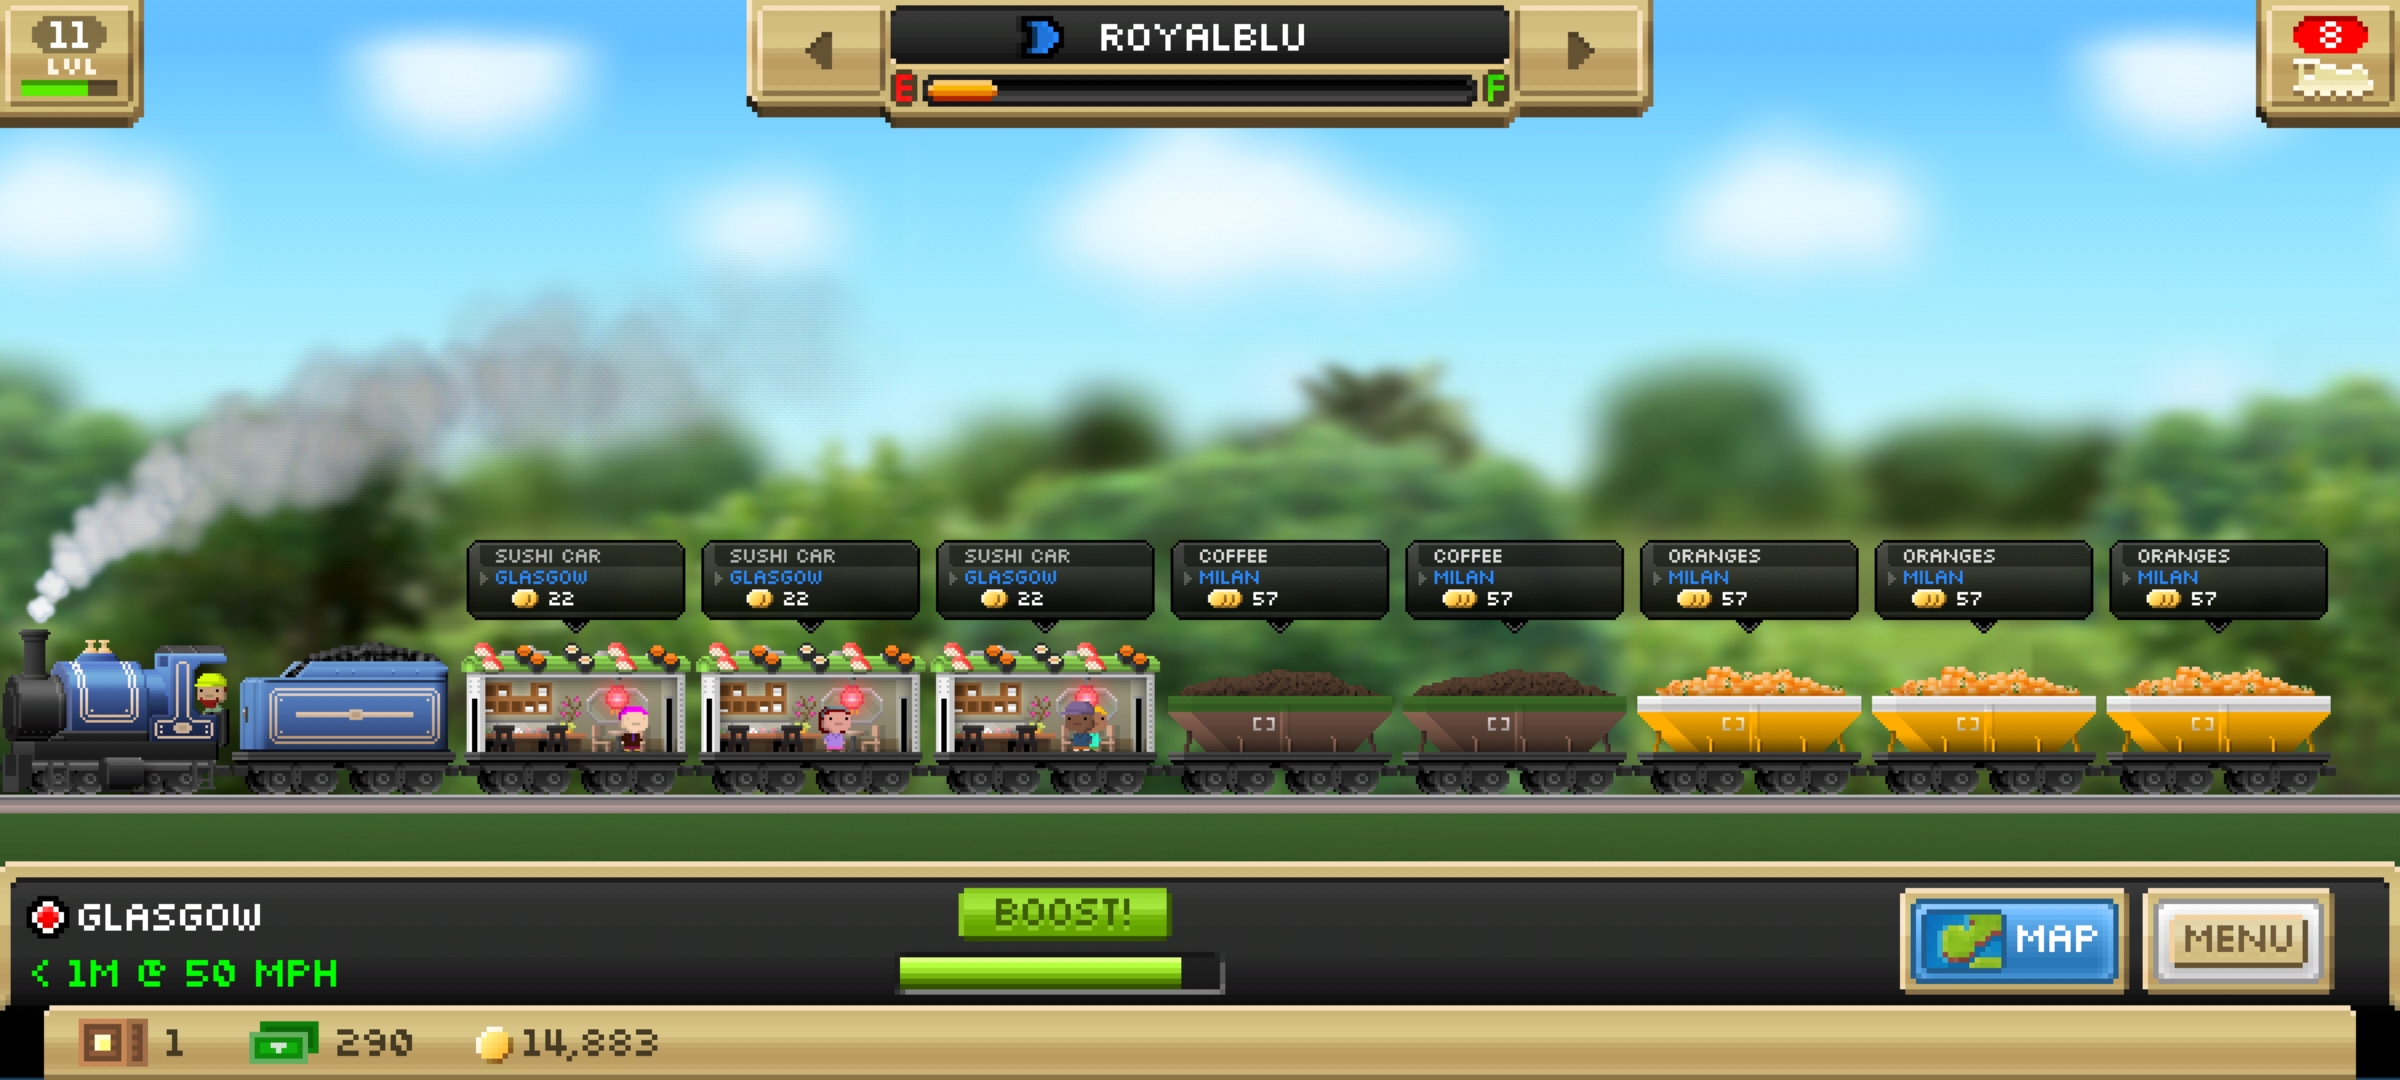 11
LVL
ROYALBLU
E F
8
SUSHI CAR
GLASGOW
22
SUSHI CAR
GLASGOW
22
SUSHI CAR
GLASGOW
22
COFFEE
MILAN
57
COFFEE
MILAN
57
ORANGES
MILAN
57
ORANGES
MILAN
57
ORANGES
MILAN
57
GLASGOW
< 1M @ 50 MPH
BOOST!
MAP
MENU
1 290 14,883